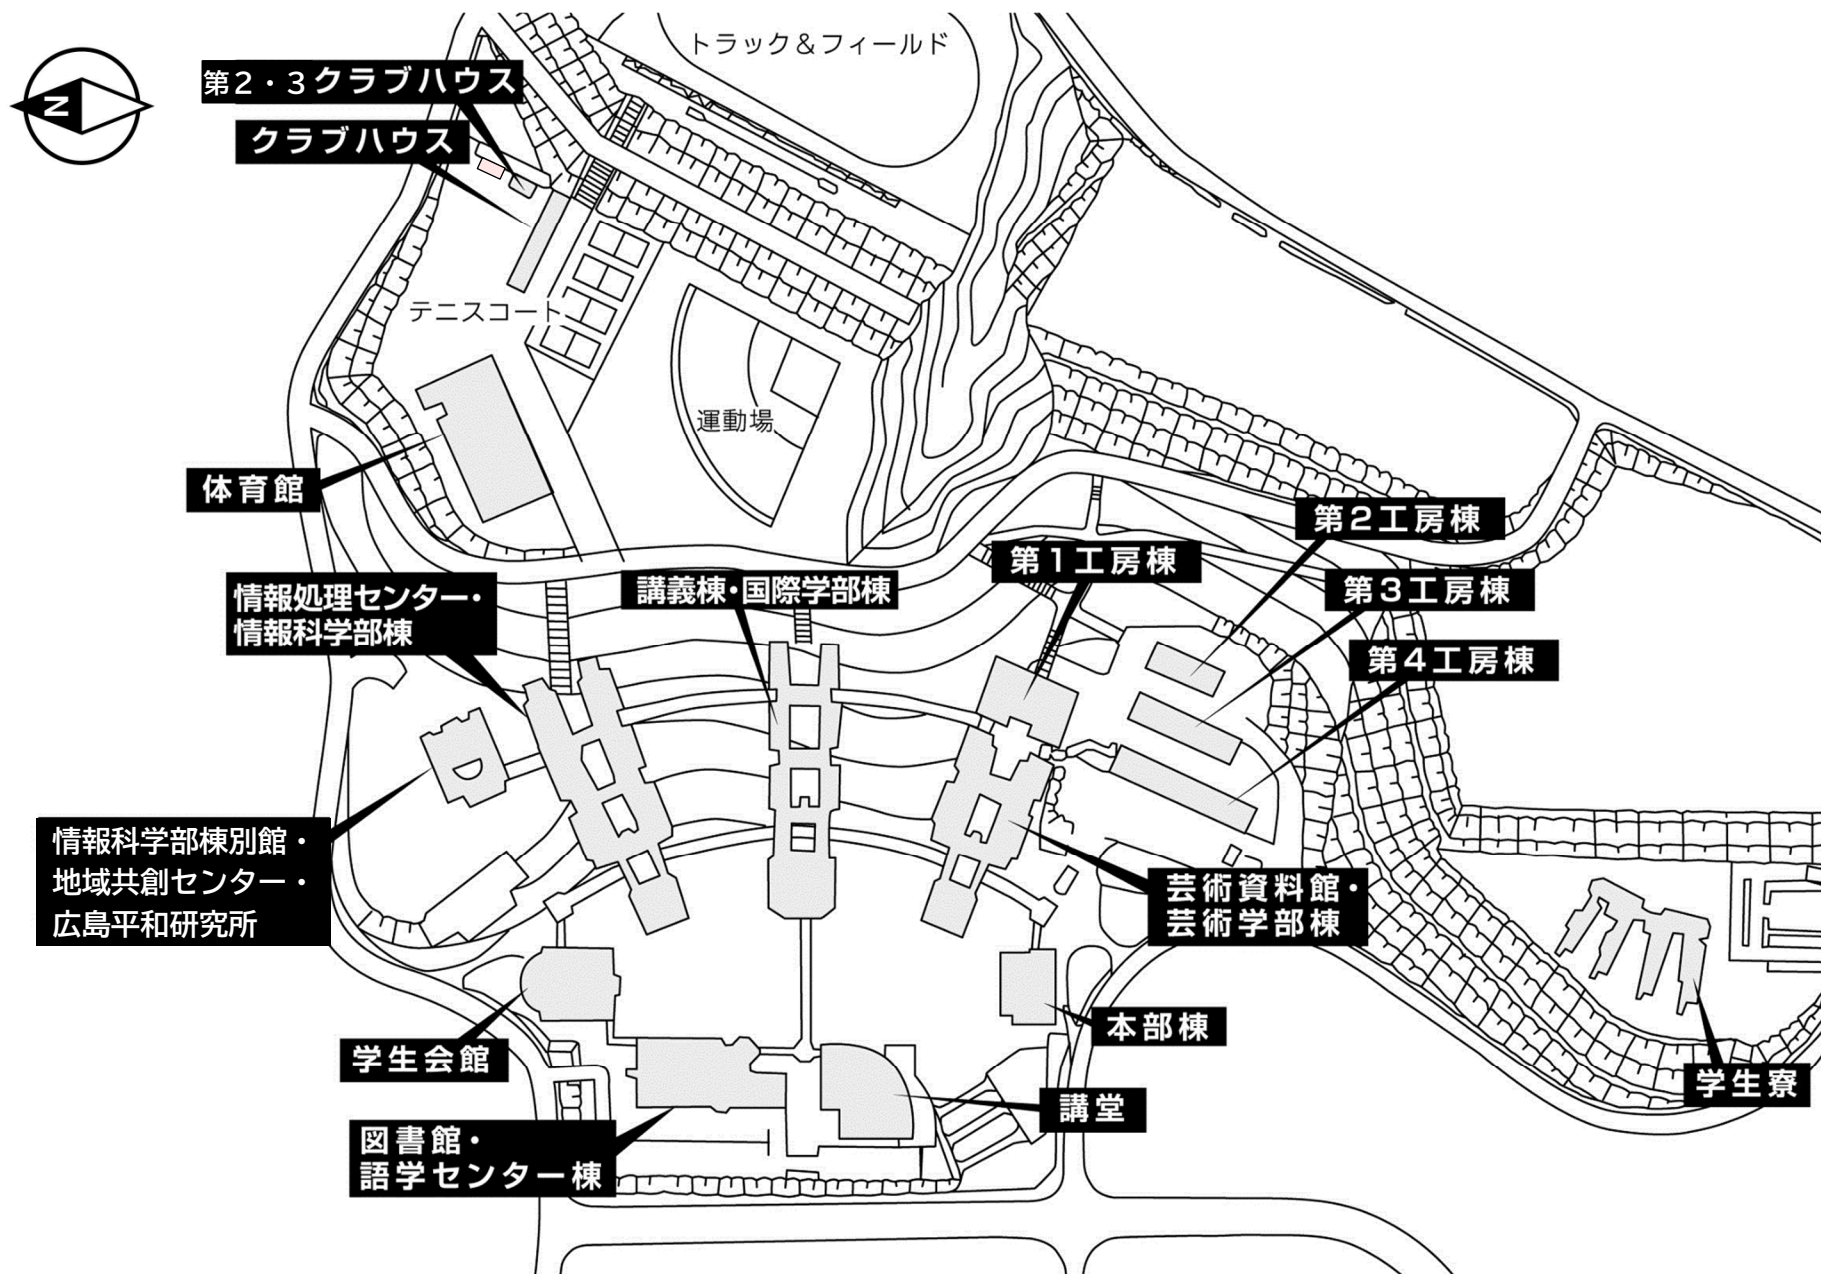 トラック&フィールド
N
第2・3クラブハウス
クラブハウス
テニスコート
運動場
体育館
第2工房棟
第1工房棟
情報処理センター・
情報科学部棟
講義棟・国際学部棟
第3工房棟
第4工房棟
情報科学部棟別館・
地域共創センター・
広島平和研究所
芸術資料館・
芸術学部棟
本部棟
学生会館
学生寮
講堂
図書館・
語学センター棟